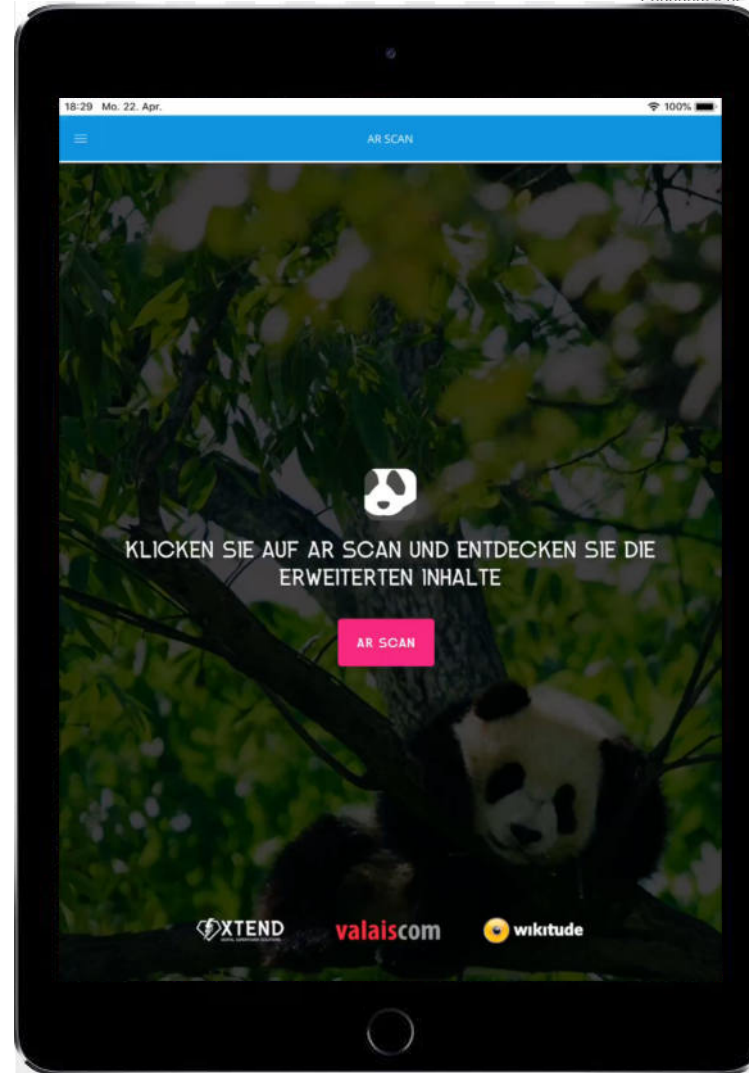 18:29 Mo. 22. Apr.
100%
AR SCAN
KLICKEN SIE AUF AR SCAN UND ENTDECKEN SIE DIE
ERWEITERTEN INHALTE
AR SCAN
XTEND
valaiscom
wikitude